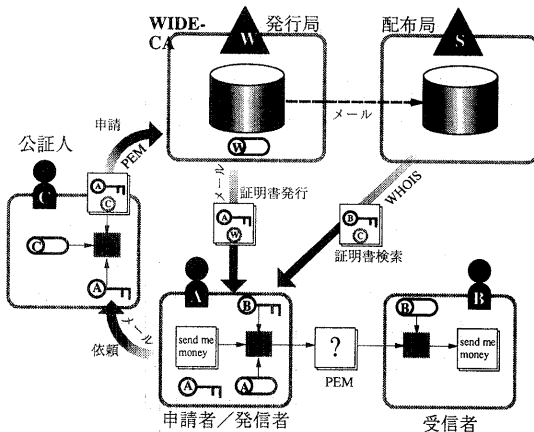 WIDE-CA
W
発行局
配布局
S
W
メール
申請
PEM
公証人
C
A
C
C
A
メール
証明書発行
A
W
WHOIS
B
C
証明書検索
メール
依頼
A
B
send me
money
A
A
申請者／発信者
?
PEM
B
B
send me
money
受信者